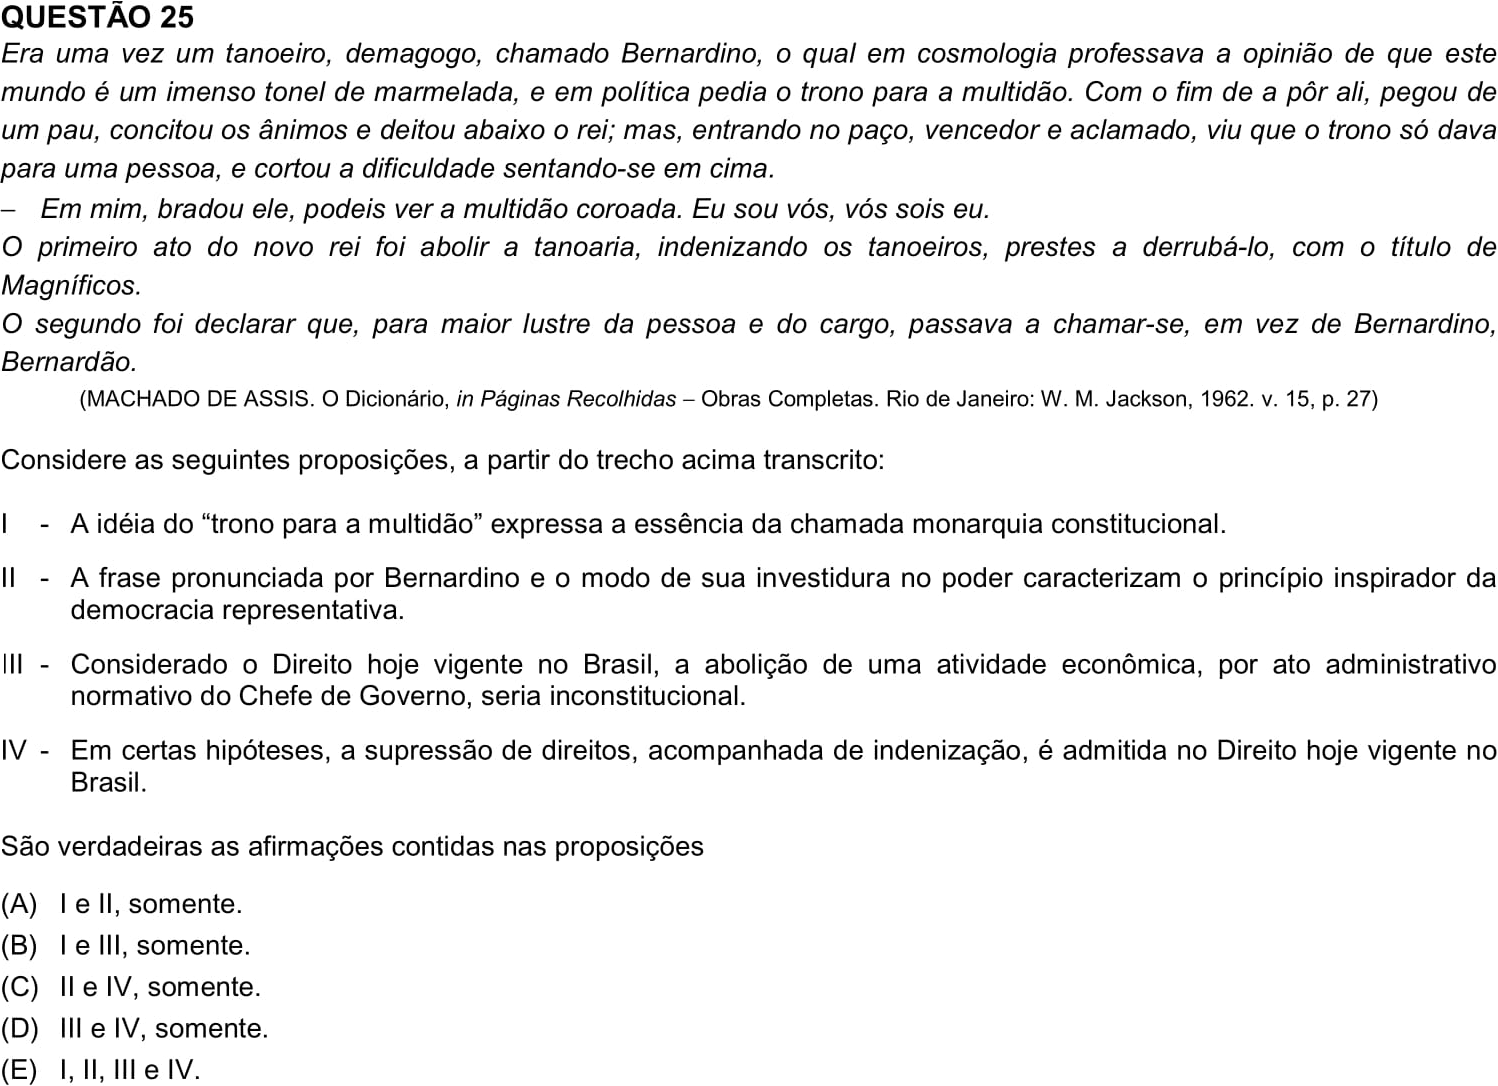 QUESTÃO 25
Era uma vez um tanoeiro, demagogo, chamado Bernardino, o qual em cosmologia professava a opinião de que este
mundo é um imenso tonel de marmelada, e em política pedia o trono para a multidão. Com o fim de a pôr ali, pegou de
um pau, concitou os ânimos e deitou abaixo o rei; mas, entrando no paço, vencedor e aclamado, viu que o trono só dava
para uma pessoa, e cortou a dificuldade sentando-se em cima.
– Em mim, bradou ele, podeis ver a multidão coroada. Eu sou vós, vós sois eu.
O primeiro ato do novo rei foi abolir a tanoaria, indenizando os tanoeiros, prestes a derrubá-lo, com o título de
Magníficos.
O segundo foi declarar que, para maior lustre da pessoa e do cargo, passava a chamar-se, em vez de Bernardino,
Bernardão.
(MACHADO DE ASSIS. O Dicionário, in Páginas Recolhidas – Obras Completas. Rio de Janeiro: W. M. Jackson, 1962. v. 15, p. 27)
Considere as seguintes proposições, a partir do trecho acima transcrito:
I - A idéia do “trono para a multidão” expressa a essência da chamada monarquia constitucional.
II - A frase pronunciada por Bernardino e o modo de sua investidura no poder caracterizam o princípio inspirador da
democracia representativa.
III - Considerado o Direito hoje vigente no Brasil, a abolição de uma atividade econômica, por ato administrativo
normativo do Chefe de Governo, seria inconstitucional.
IV - Em certas hipóteses, a supressão de direitos, acompanhada de indenização, é admitida no Direito hoje vigente no
Brasil.
São verdadeiras as afirmações contidas nas proposições
(A) I e II, somente.
(B) I e III, somente.
(C) II e IV, somente.
(D) III e IV, somente.
(E) I, II, III e IV.